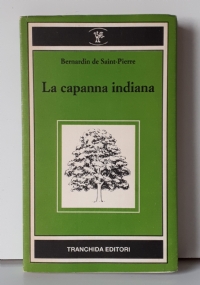 Bernardin de Saint-Pierre
La capanna indiana
TRANCHIDA EDITORI